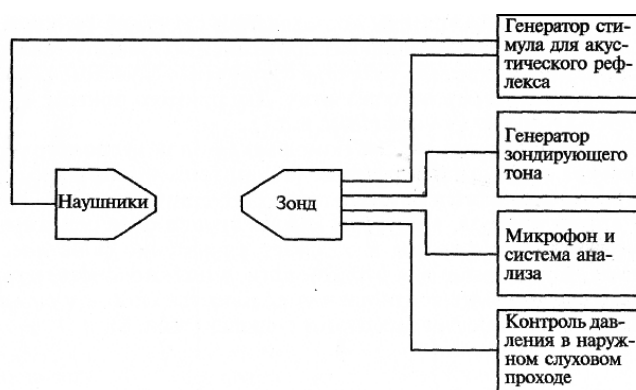 Генератор сти-
мула для акус-
тического реф-
лекса
Генератор
зондирующего
тона
Наушники
Зонд
Микрофон и
система ана-
лиза
Контроль дав-
ления в наруж-
ном слуховом
проходе